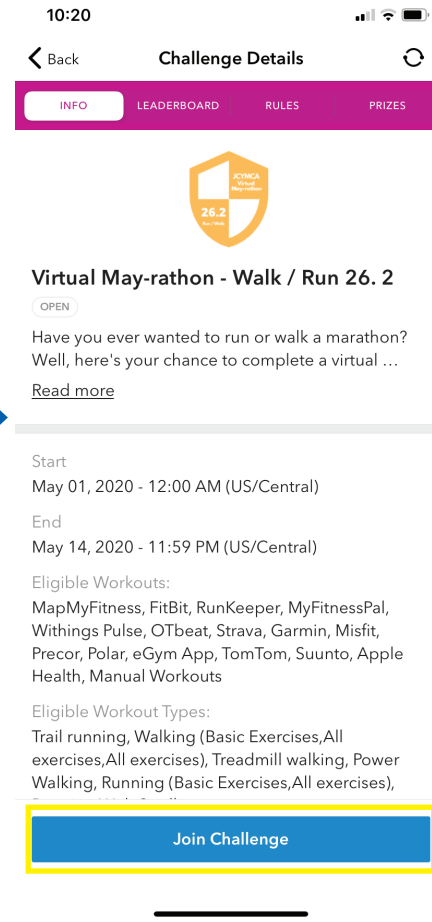 10:20
Back
Challenge Details
INFO
LEADERBOARD
RULES
PRIZES
JCYMCA
Virtual
May-rathon
26.2
Run / Walk
Virtual May-rathon - Walk / Run 26. 2
OPEN
Have you ever wanted to run or walk a marathon?
Well, here's your chance to complete a virtual …
Read more
Start
May 01, 2020 - 12:00 AM (US/Central)
End
May 14, 2020 - 11:59 PM (US/Central)
Eligible Workouts:
MapMyFitness, FitBit, RunKeeper, MyFitnessPal,
Withings Pulse, OTbeat, Strava, Garmin, Misfit,
Precor, Polar, eGym App, TomTom, Suunto, Apple
Health, Manual Workouts
Eligible Workout Types:
Trail running, Walking (Basic Exercises,All
exercises,All exercises), Treadmill walking, Power
Walking, Running (Basic Exercises,All exercises),
Join Challenge